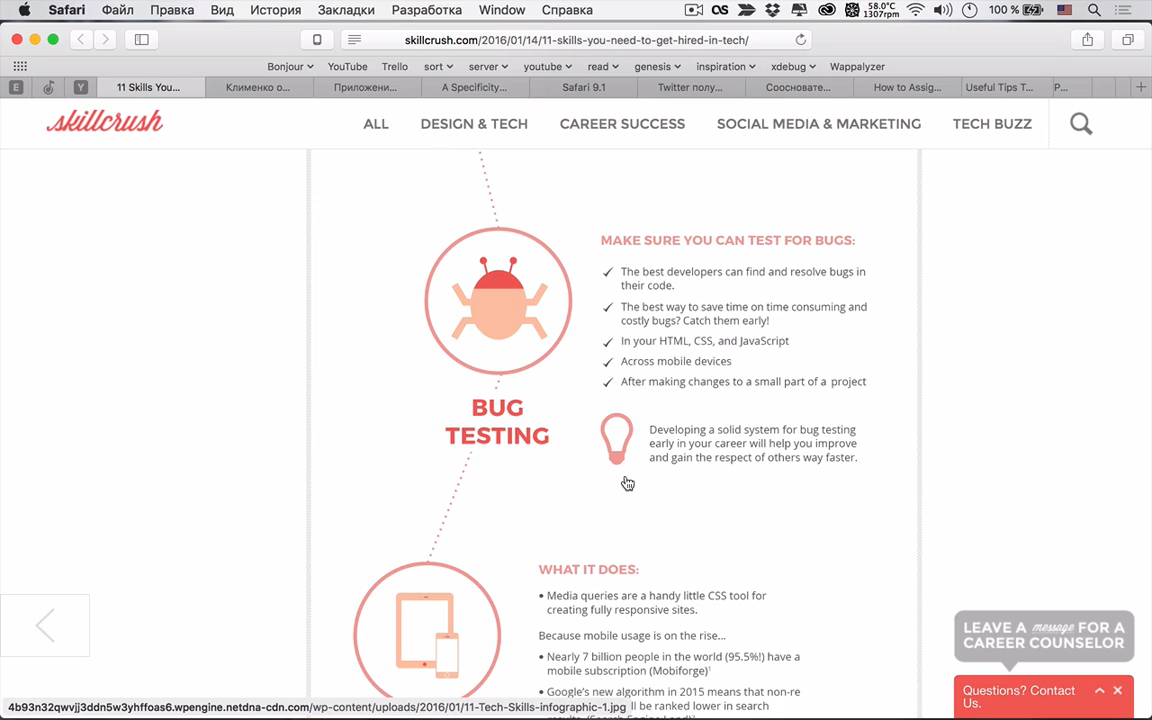 Safari Файл Правка Вид История Закладки Разработка Window Справка 58.0°C 1307rpm 100 %
skillcrush.com/2016/01/14/11-skills-you-need-to-get-hired-in-tech/
Bonjour YouTube Trello sort server youtube read genesis inspiration xdebug Wappalyzer
E Y 11 Skills You... Клименко о... Приложени... A Specificity... Safari 9.1 Twitter полу... Сосновате... How to Assig... Useful Tips T... P...
skillcrush ALL DESIGN & TECH CAREER SUCCESS SOCIAL MEDIA & MARKETING TECH BUZZ
MAKE SURE YOU CAN TEST FOR BUGS:
✓ The best developers can find and resolve bugs in
their code.
✓ The best way to save time on time consuming and
costly bugs? Catch them early!
✓ In your HTML, CSS, and JavaScript
✓ Across mobile devices
✓ After making changes to a small part of a project
BUG
TESTING
Developing a solid system for bug testing
early in your career will help you improve
and gain the respect of others way faster.
WHAT IT DOES:
• Media queries are a handy little CSS tool for
creating fully responsive sites.
Because mobile usage is on the rise...
• Nearly 7 billion people in the world (95.5%!) have a
mobile subscription (Mobiforge)
• Google's new algorithm in 2015 means that non-re
ll be ranked lower in search
LEAVE A message FOR A
CAREER COUNSELOR
Questions? Contact
Us.
4b93n32qwvjj3ddn5w3yhffoas6.wpengine.netdna-cdn.com/wp-content/uploads/2016/01/11-Tech-Skills-infographic-1.jpg